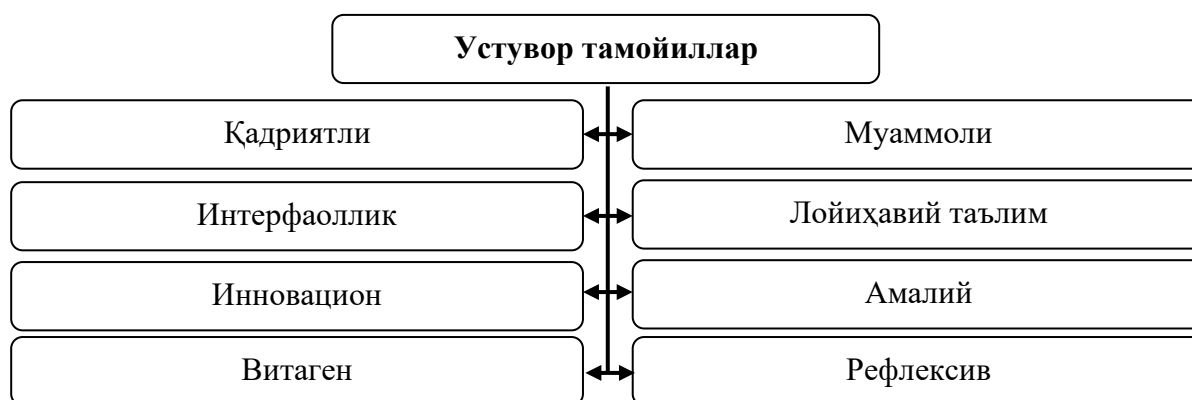 Устувор тамойиллар
Қадриятли
Муаммоли
Интерфаоллик
Лойиҳавий таълим
Инновацион
Амалий
Витаген
Рефлексив